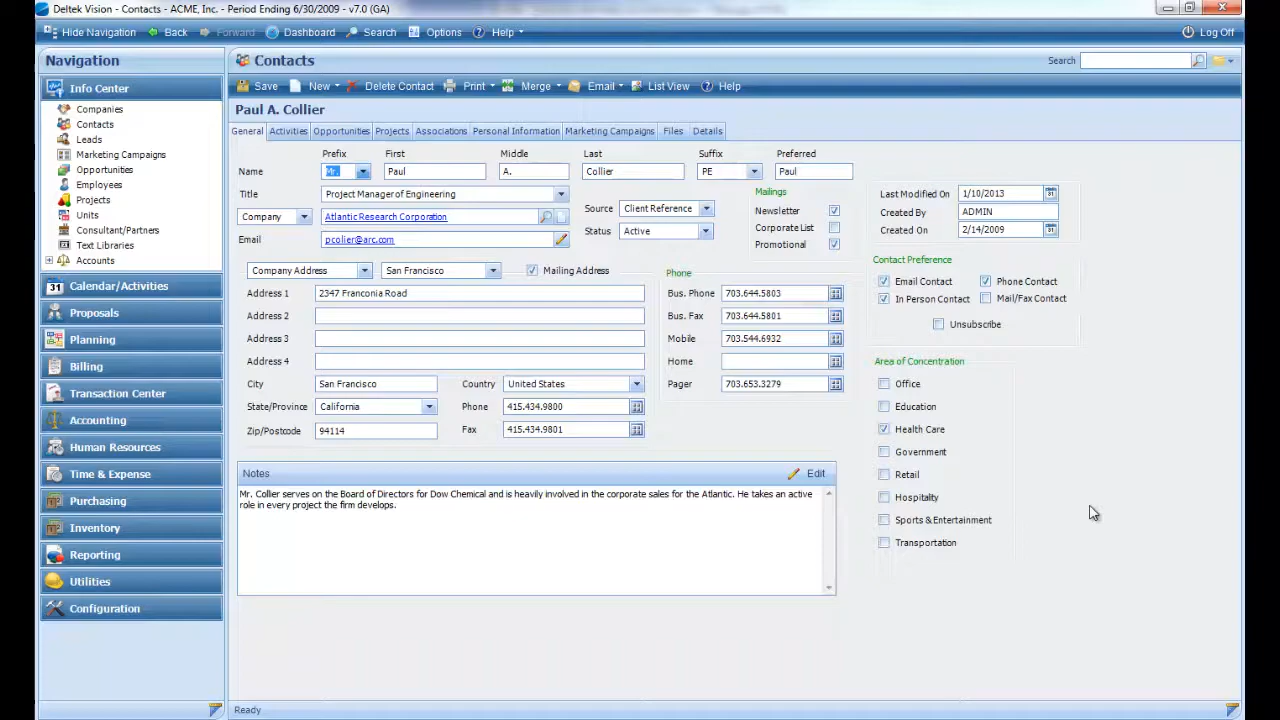 Deltek Vision - Contacts - ACME, Inc. - Period Ending 6/30/2009 - v7.0 (GA)
Hide Navigation Back Forward Dashboard Search Options Help Log Off
Navigation
Info Center
Companies
Contacts
Leads
Marketing Campaigns
Opportunities
Employees
Projects
Units
Consultant/Partners
Text Libraries
Accounts
31 Calendar/Activities
Proposals
Planning
Billing
Transaction Center
Accounting
Human Resources
Time & Expense
Purchasing
Inventory
Reporting
Utilities
Configuration
Contacts Search
Save New Delete Contact Print Merge Email List View Help
Paul A. Collier
General Activities Opportunities Projects Associations Personal Information Marketing Campaigns Files Details
Prefix First Middle Last Suffix Preferred
Name Mr. Paul A. Collier PE Paul
Title Project Manager of Engineering
Company Atlantic Research Corporation
Email pcolier@arc.com
Source Client Reference
Status Active
Mailings
Newsletter
Corporate List
Promotional
Last Modified On 1/10/2013
Created By ADMIN
Created On 2/14/2009
Company Address San Francisco Mailing Address
Address 1 2347 Franconia Road
Address 2
Address 3
Address 4
City San Francisco Country United States
State/Province California Phone 415.434.9800
Zip/Postcode 94114 Fax 415.434.9801
Phone
Bus. Phone 703.644.5803
Bus. Fax 703.644.5801
Mobile 703.544.6932
Home
Pager 703.653.3279
Contact Preference
Email Contact Phone Contact
In Person Contact Mail/Fax Contact
Unsubscribe
Area of Concentration
Office
Education
Health Care
Government
Retail
Hospitality
Sports & Entertainment
Transportation
Notes Edit
Mr. Collier serves on the Board of Directors for Dow Chemical and is heavily involved in the corporate sales for the Atlantic. He takes an active
role in every project the firm develops.
Ready